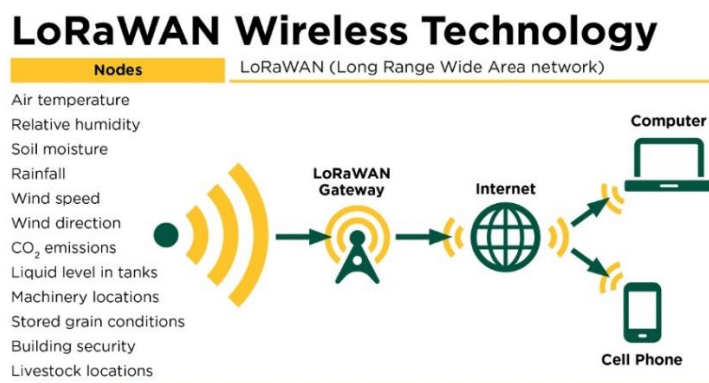 LoRaWAN Wireless Technology
Nodes
LoRaWAN (Long Range Wide Area network)
Air temperature
Relative humidity
Soil moisture
Rainfall
Wind speed
Wind direction
CO₂ emissions
Liquid level in tanks
Machinery locations
Stored grain conditions
Building security
Livestock locations
LoRaWAN
Gateway
Internet
Computer
Cell Phone